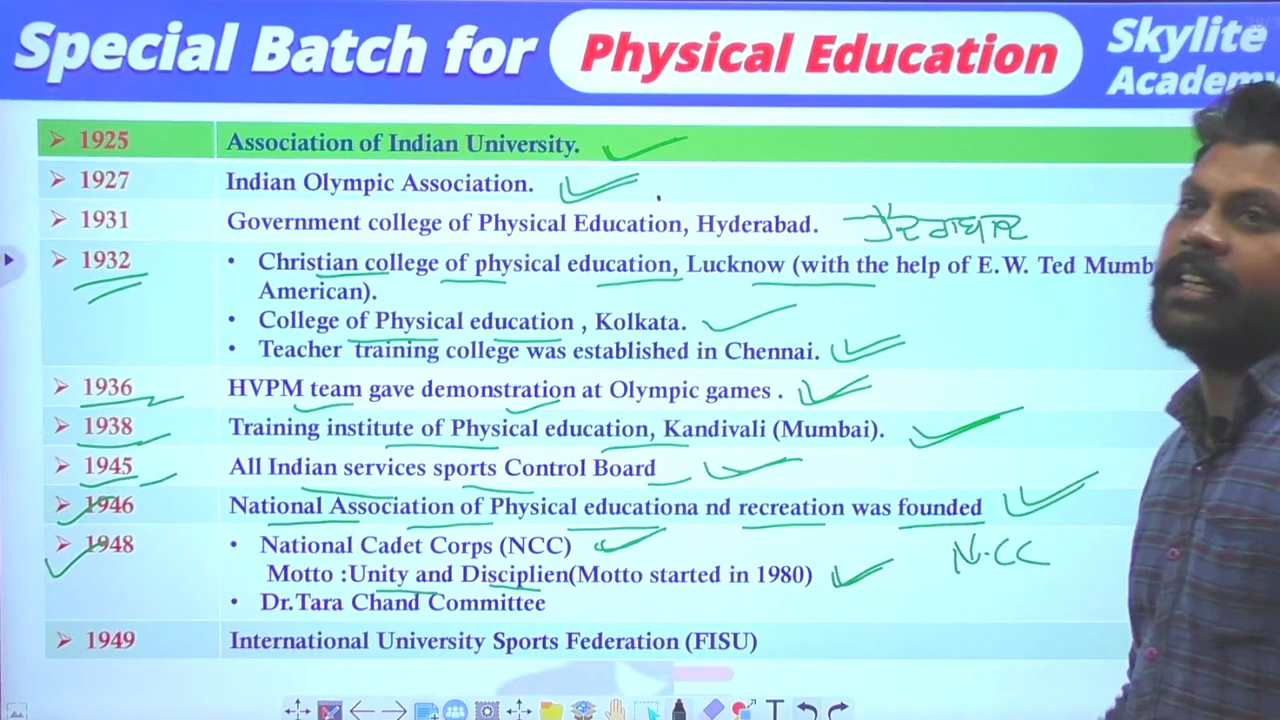 Special Batch for Physical Education Skylite
Academy
➢ 1925 Association of Indian University.
➢ 1927 Indian Olympic Association.
➢ 1931 Government college of Physical Education, Hyderabad.
➢ 1932 • Christian college of physical education, Lucknow (with the help of E.W. Ted Mumb
American).
• College of Physical education , Kolkata.
• Teacher training college was established in Chennai.
➢ 1936 HVPM team gave demonstration at Olympic games .
➢ 1938 Training institute of Physical education, Kandivali (Mumbai).
➢ 1945 All Indian services sports Control Board
➢ 1946 National Association of Physical educationa nd recreation was founded
➢ 1948 • National Cadet Corps (NCC)
N.CC
Motto :Unity and Disciplien(Motto started in 1980)
• Dr.Tara Chand Committee
➢ 1949 International University Sports Federation (FISU)